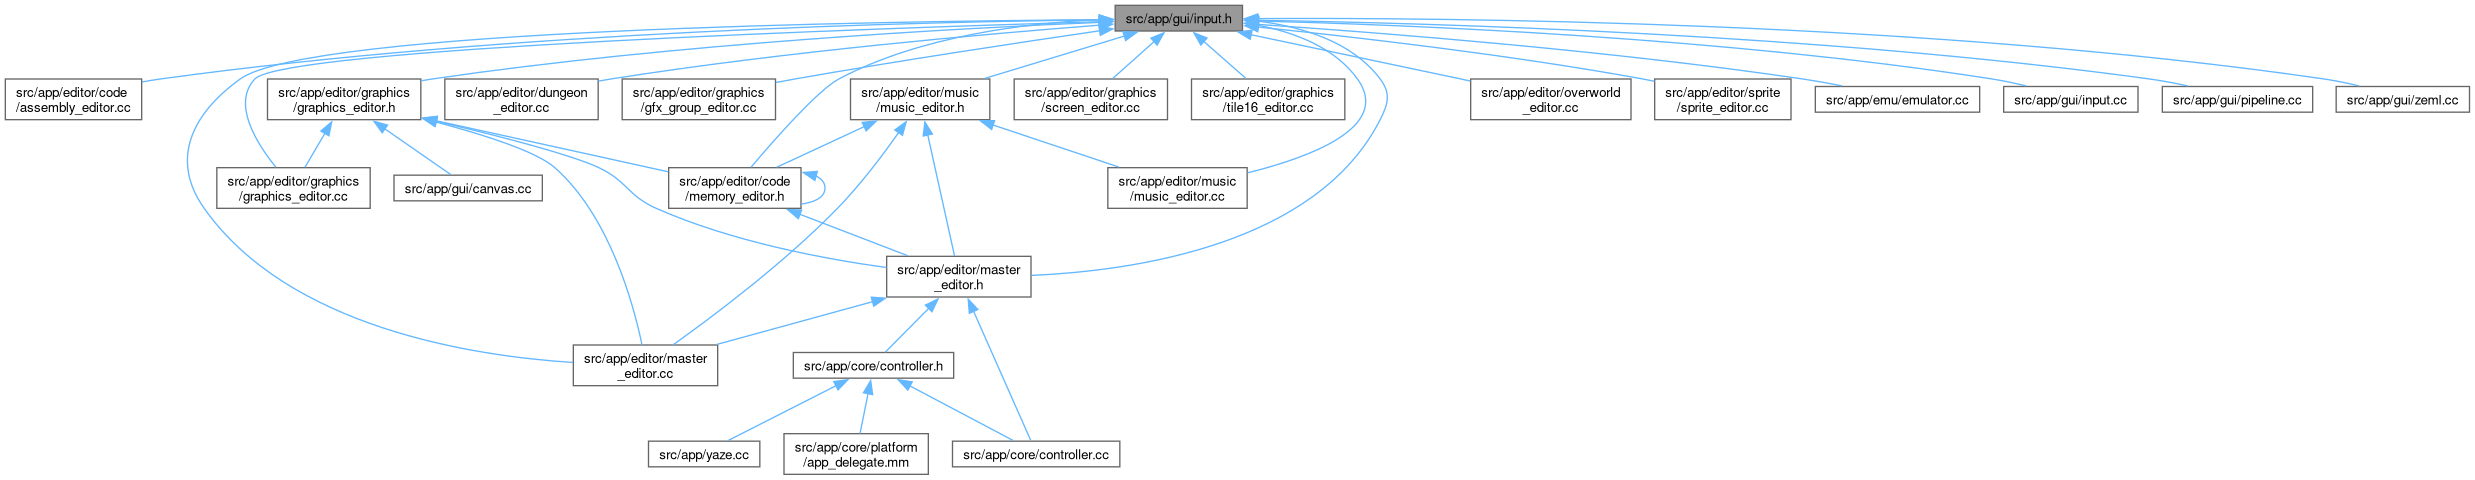 src/app/gui/input.h
src/app/editor/code
/assembly_editor.cc
src/app/editor/graphics
/graphics_editor.h
src/app/editor/dungeon
_editor.cc
src/app/editor/graphics
/gfx_group_editor.cc
src/app/editor/music
/music_editor.h
src/app/editor/graphics
/screen_editor.cc
src/app/editor/graphics
/tile16_editor.cc
src/app/editor/overworld
_editor.cc
src/app/editor/sprite
/sprite_editor.cc
src/app/emu/emulator.cc
src/app/gui/input.cc
src/app/gui/pipeline.cc
src/app/gui/zeml.cc
src/app/editor/graphics
/graphics_editor.cc
src/app/gui/canvas.cc
src/app/editor/code
/memory_editor.h
src/app/editor/music
/music_editor.cc
src/app/editor/master
_editor.h
src/app/editor/master
_editor.cc
src/app/core/controller.h
src/app/yaze.cc
src/app/core/platform
/app_delegate.mm
src/app/core/controller.cc